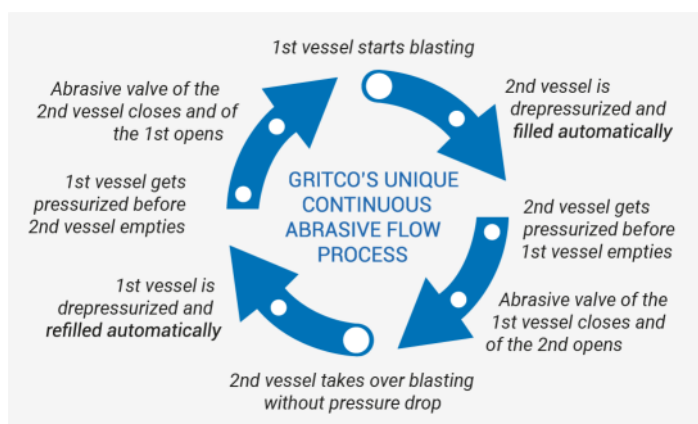 1st vessel starts blasting
2nd vessel is
drepressurized and
filled automatically
2nd vessel gets
pressurized before
1st vessel empties
Abrasive valve of the
1st vessel closes and
of the 2nd opens
2nd vessel takes over blasting
without pressure drop
1st vessel is
drepressurized and
refilled automatically
1st vessel gets
pressurized before
2nd vessel empties
Abrasive valve of the
2nd vessel closes and of
the 1st opens
GRITCO'S UNIQUE
CONTINUOUS
ABRASIVE FLOW
PROCESS